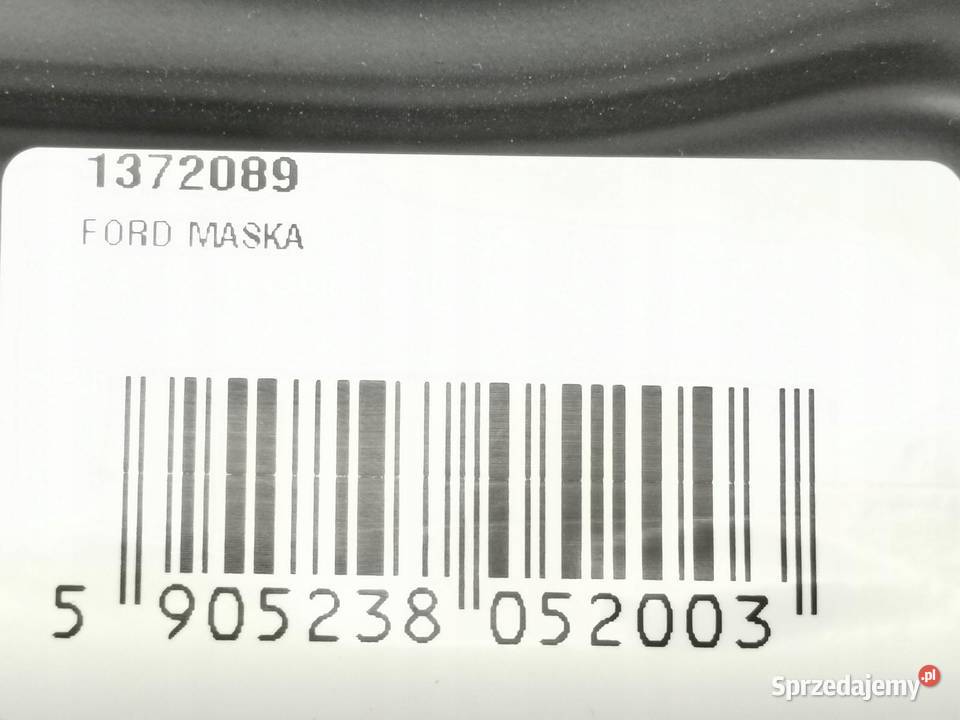 1372089
FORD MASKA
5 905238 052003
Sprzedajemy.pl